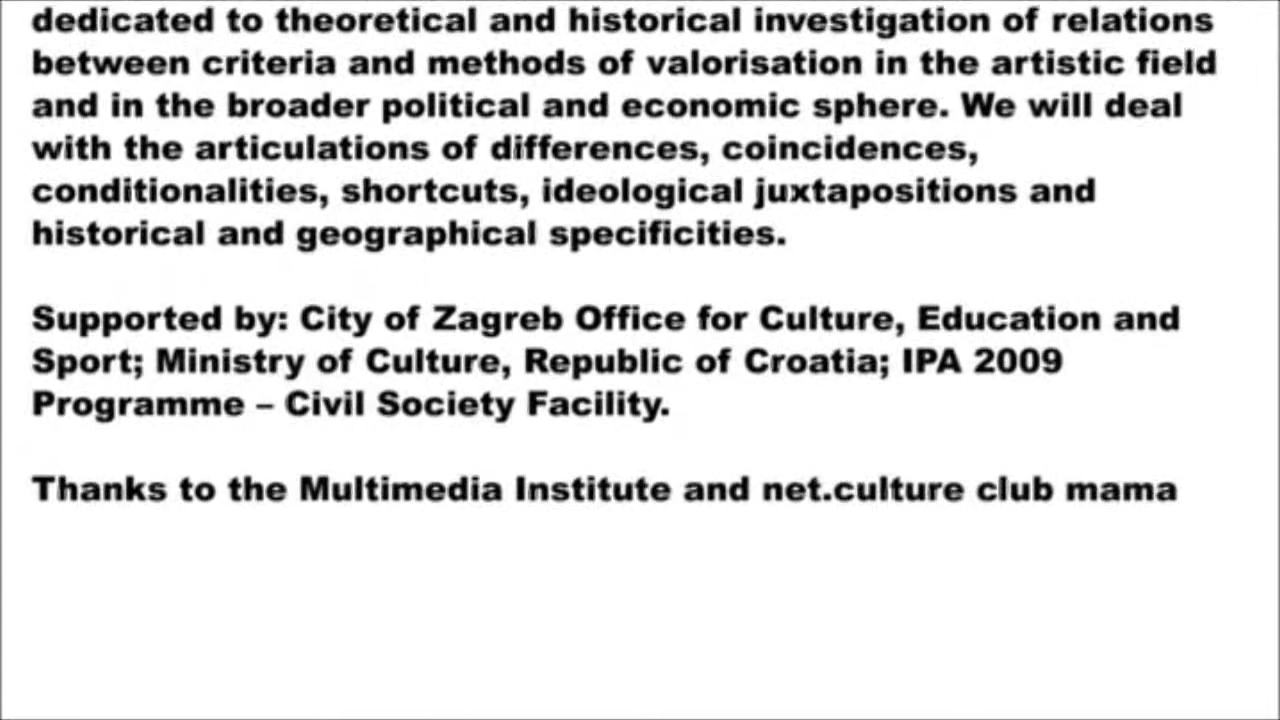 dedicated to theoretical and historical investigation of relations
between criteria and methods of valorisation in the artistic field
and in the broader political and economic sphere. We will deal
with the articulations of differences, coincidences,
conditionalities, shortcuts, ideological juxtapositions and
historical and geographical specificities.
Supported by: City of Zagreb Office for Culture, Education and
Sport; Ministry of Culture, Republic of Croatia; IPA 2009
Programme – Civil Society Facility.
Thanks to the Multimedia Institute and net.culture club mama